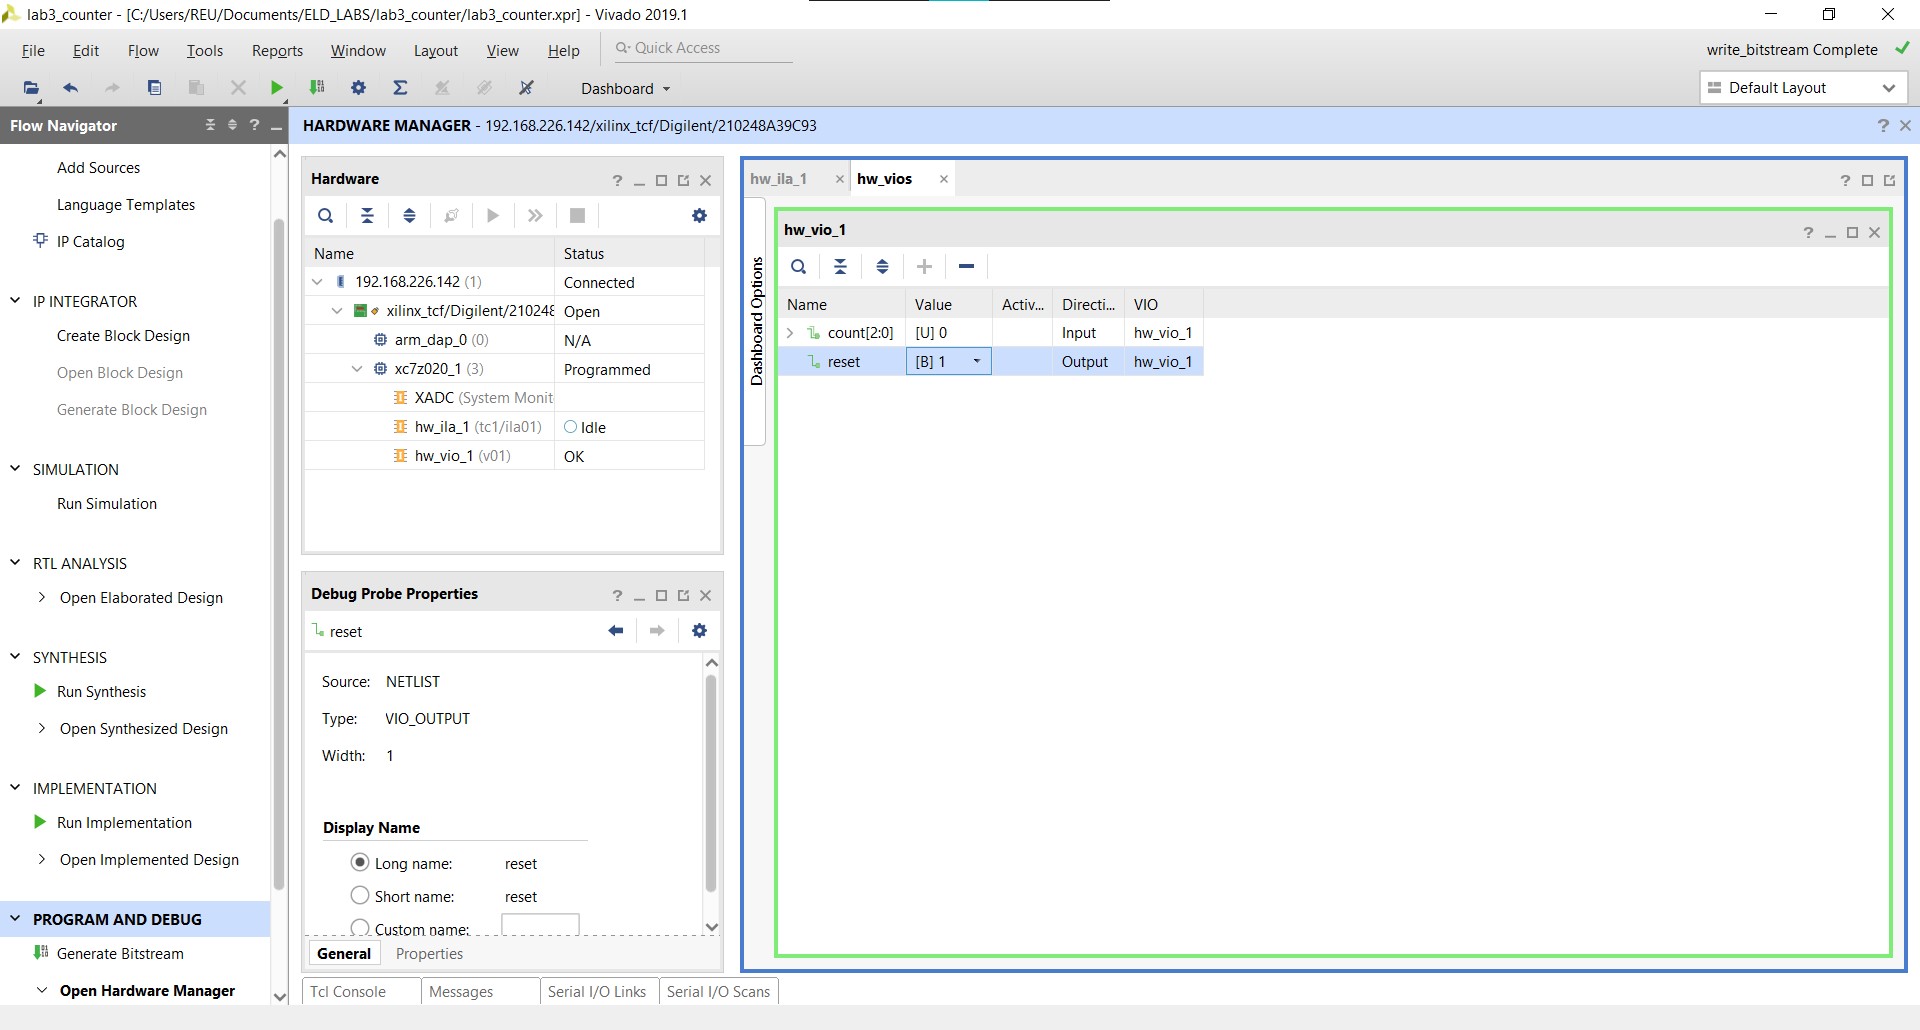 lab3_counter - [C:/Users/REU/Documents/ELD_LABS/lab3_counter/lab3_counter.xpr] - Vivado 2019.1
File Edit Flow Tools Reports Window Layout View Help Quick Access
write_bitstream Complete
Dashboard
Default Layout
Flow Navigator
HARDWARE MANAGER - 192.168.226.142/xilinx_tcf/Digilent/210248A39C93
Add Sources
Language Templates
IP Catalog
IP INTEGRATOR
Create Block Design
Open Block Design
Generate Block Design
SIMULATION
Run Simulation
RTL ANALYSIS
Open Elaborated Design
SYNTHESIS
Run Synthesis
Open Synthesized Design
IMPLEMENTATION
Run Implementation
Open Implemented Design
PROGRAM AND DEBUG
Generate Bitstream
Open Hardware Manager
Hardware
Name Status
192.168.226.142 (1) Connected
xilinx_tcf/Digilent/210248 Open
arm_dap_0 (0) N/A
xc7z020_1 (3) Programmed
XADC (System Monit
hw_ila_1 (tc1/ila01) Idle
hw_vio_1 (v01) OK
Debug Probe Properties
reset
Source: NETLIST
Type: VIO_OUTPUT
Width: 1
Display Name
Long name: reset
Short name: reset
Custom name:
General Properties
hw_ila_1 hw_vios
Dashboard Options
hw_vio_1
Name Value Activ... Directi... VIO
count[2:0] [U] 0 Input hw_vio_1
reset [B] 1 Output hw_vio_1
Tcl Console Messages Serial I/O Links Serial I/O Scans